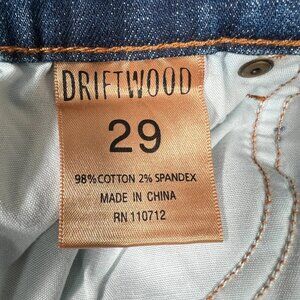 DRIFTWOOD
29
98% COTTON 2% SPANDEX
MADE IN CHINA
RN 110712